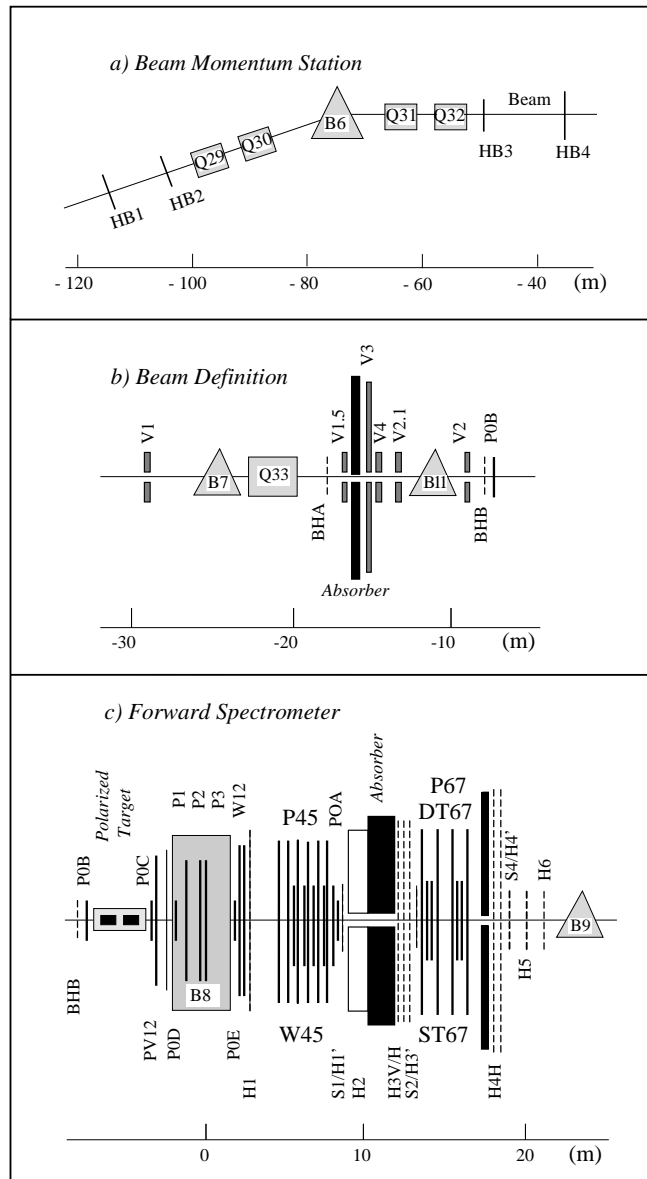 a) Beam Momentum Station
Beam
B6
Q31
Q32
Q30
Q29
HB3
HB4
HB2
HB1
- 120
- 100
- 80
- 60
- 40
(m)
b) Beam Definition
V3
V1
V1.5
V4
V2.1
V2
P0B
B7
Q33
B11
BHA
BHB
Absorber
-30
-20
-10
(m)
c) Forward Spectrometer
Polarized
Target
P0B
P0C
P1
P2
P3
W12
P45
POA
Absorber
P67
DT67
S4/H4'
H6
B8
B9
BHB
PV12
P0D
P0E
H1
W45
S1/H1'
H2
H3V/H
S2/H3'
ST67
H4H
H5
0
10
20
(m)